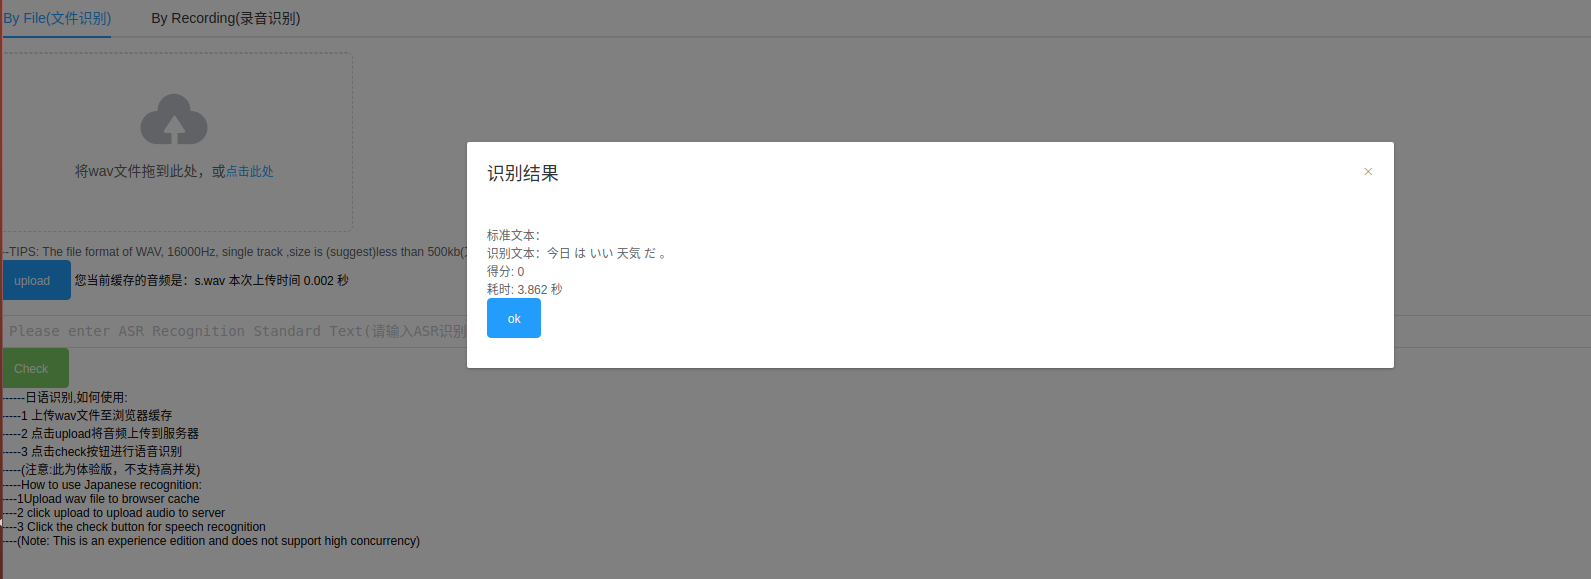 By File(文件识别) By Recording(录音识别)
将wav文件拖到此处，或点击此处
--TIPS: The file format of WAV, 16000Hz, single track ,size is (suggest)less than 500kb(
upload 您当前缓存的音频是：s.wav 本次上传时间 0.002 秒
Please enter ASR Recognition Standard Text(请输入ASR识别
Check
识别结果
标准文本：
识别文本：今日 は いい 天気 だ 。
得分: 0
耗时: 3.862 秒
ok
------日语识别,如何使用:
-----1 上传wav文件至浏览器缓存
-----2 点击upload将音频上传到服务器
-----3 点击check按钮进行语音识别
-----(注意:此为体验版，不支持高并发)
-----How to use Japanese recognition:
----1Upload wav file to browser cache
----2 click upload to upload audio to server
----3 Click the check button for speech recognition
----(Note: This is an experience edition and does not support high concurrency)